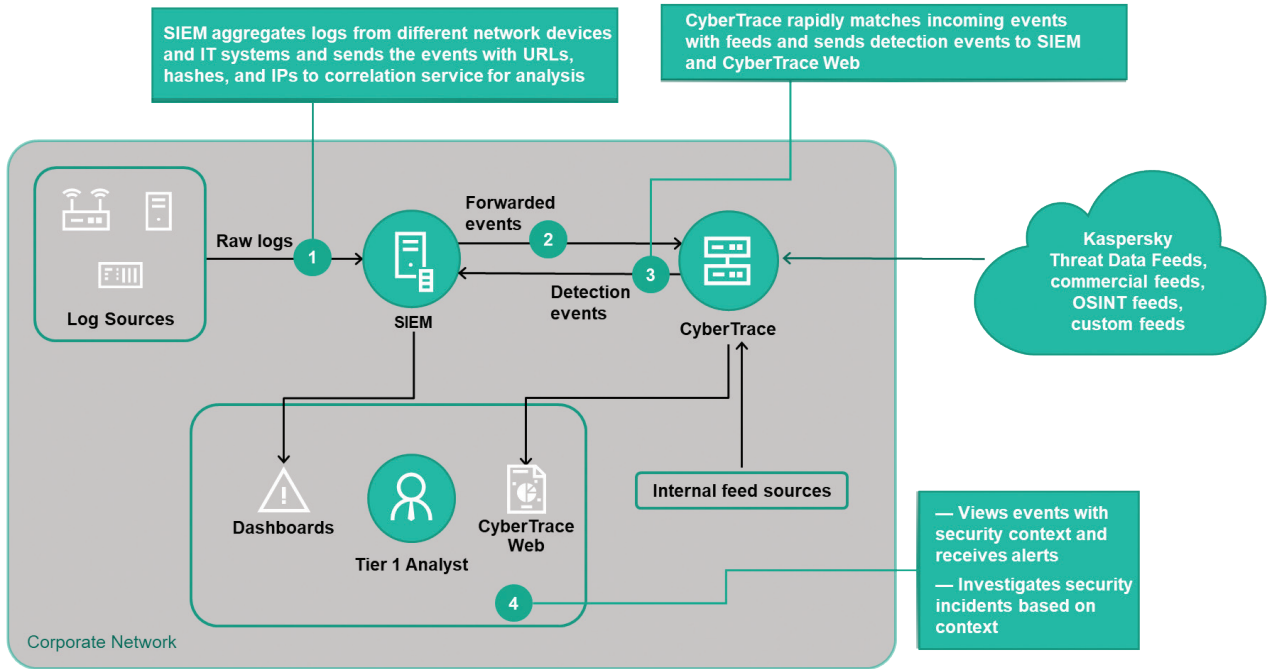 SIEM aggregates logs from different network devices
and IT systems and sends the events with URLs,
hashes, and IPs to correlation service for analysis
CyberTrace rapidly matches incoming events
with feeds and sends detection events to SIEM
and CyberTrace Web
Log Sources
Raw logs
1
SIEM
Forwarded
events
2
3
Detection
events
CyberTrace
Kaspersky
Threat Data Feeds,
commercial feeds,
OSINT feeds,
custom feeds
Dashboards
Tier 1 Analyst
CyberTrace
Web
Internal feed sources
4
— Views events with
security context and
receives alerts
— Investigates security
incidents based on
context
Corporate Network